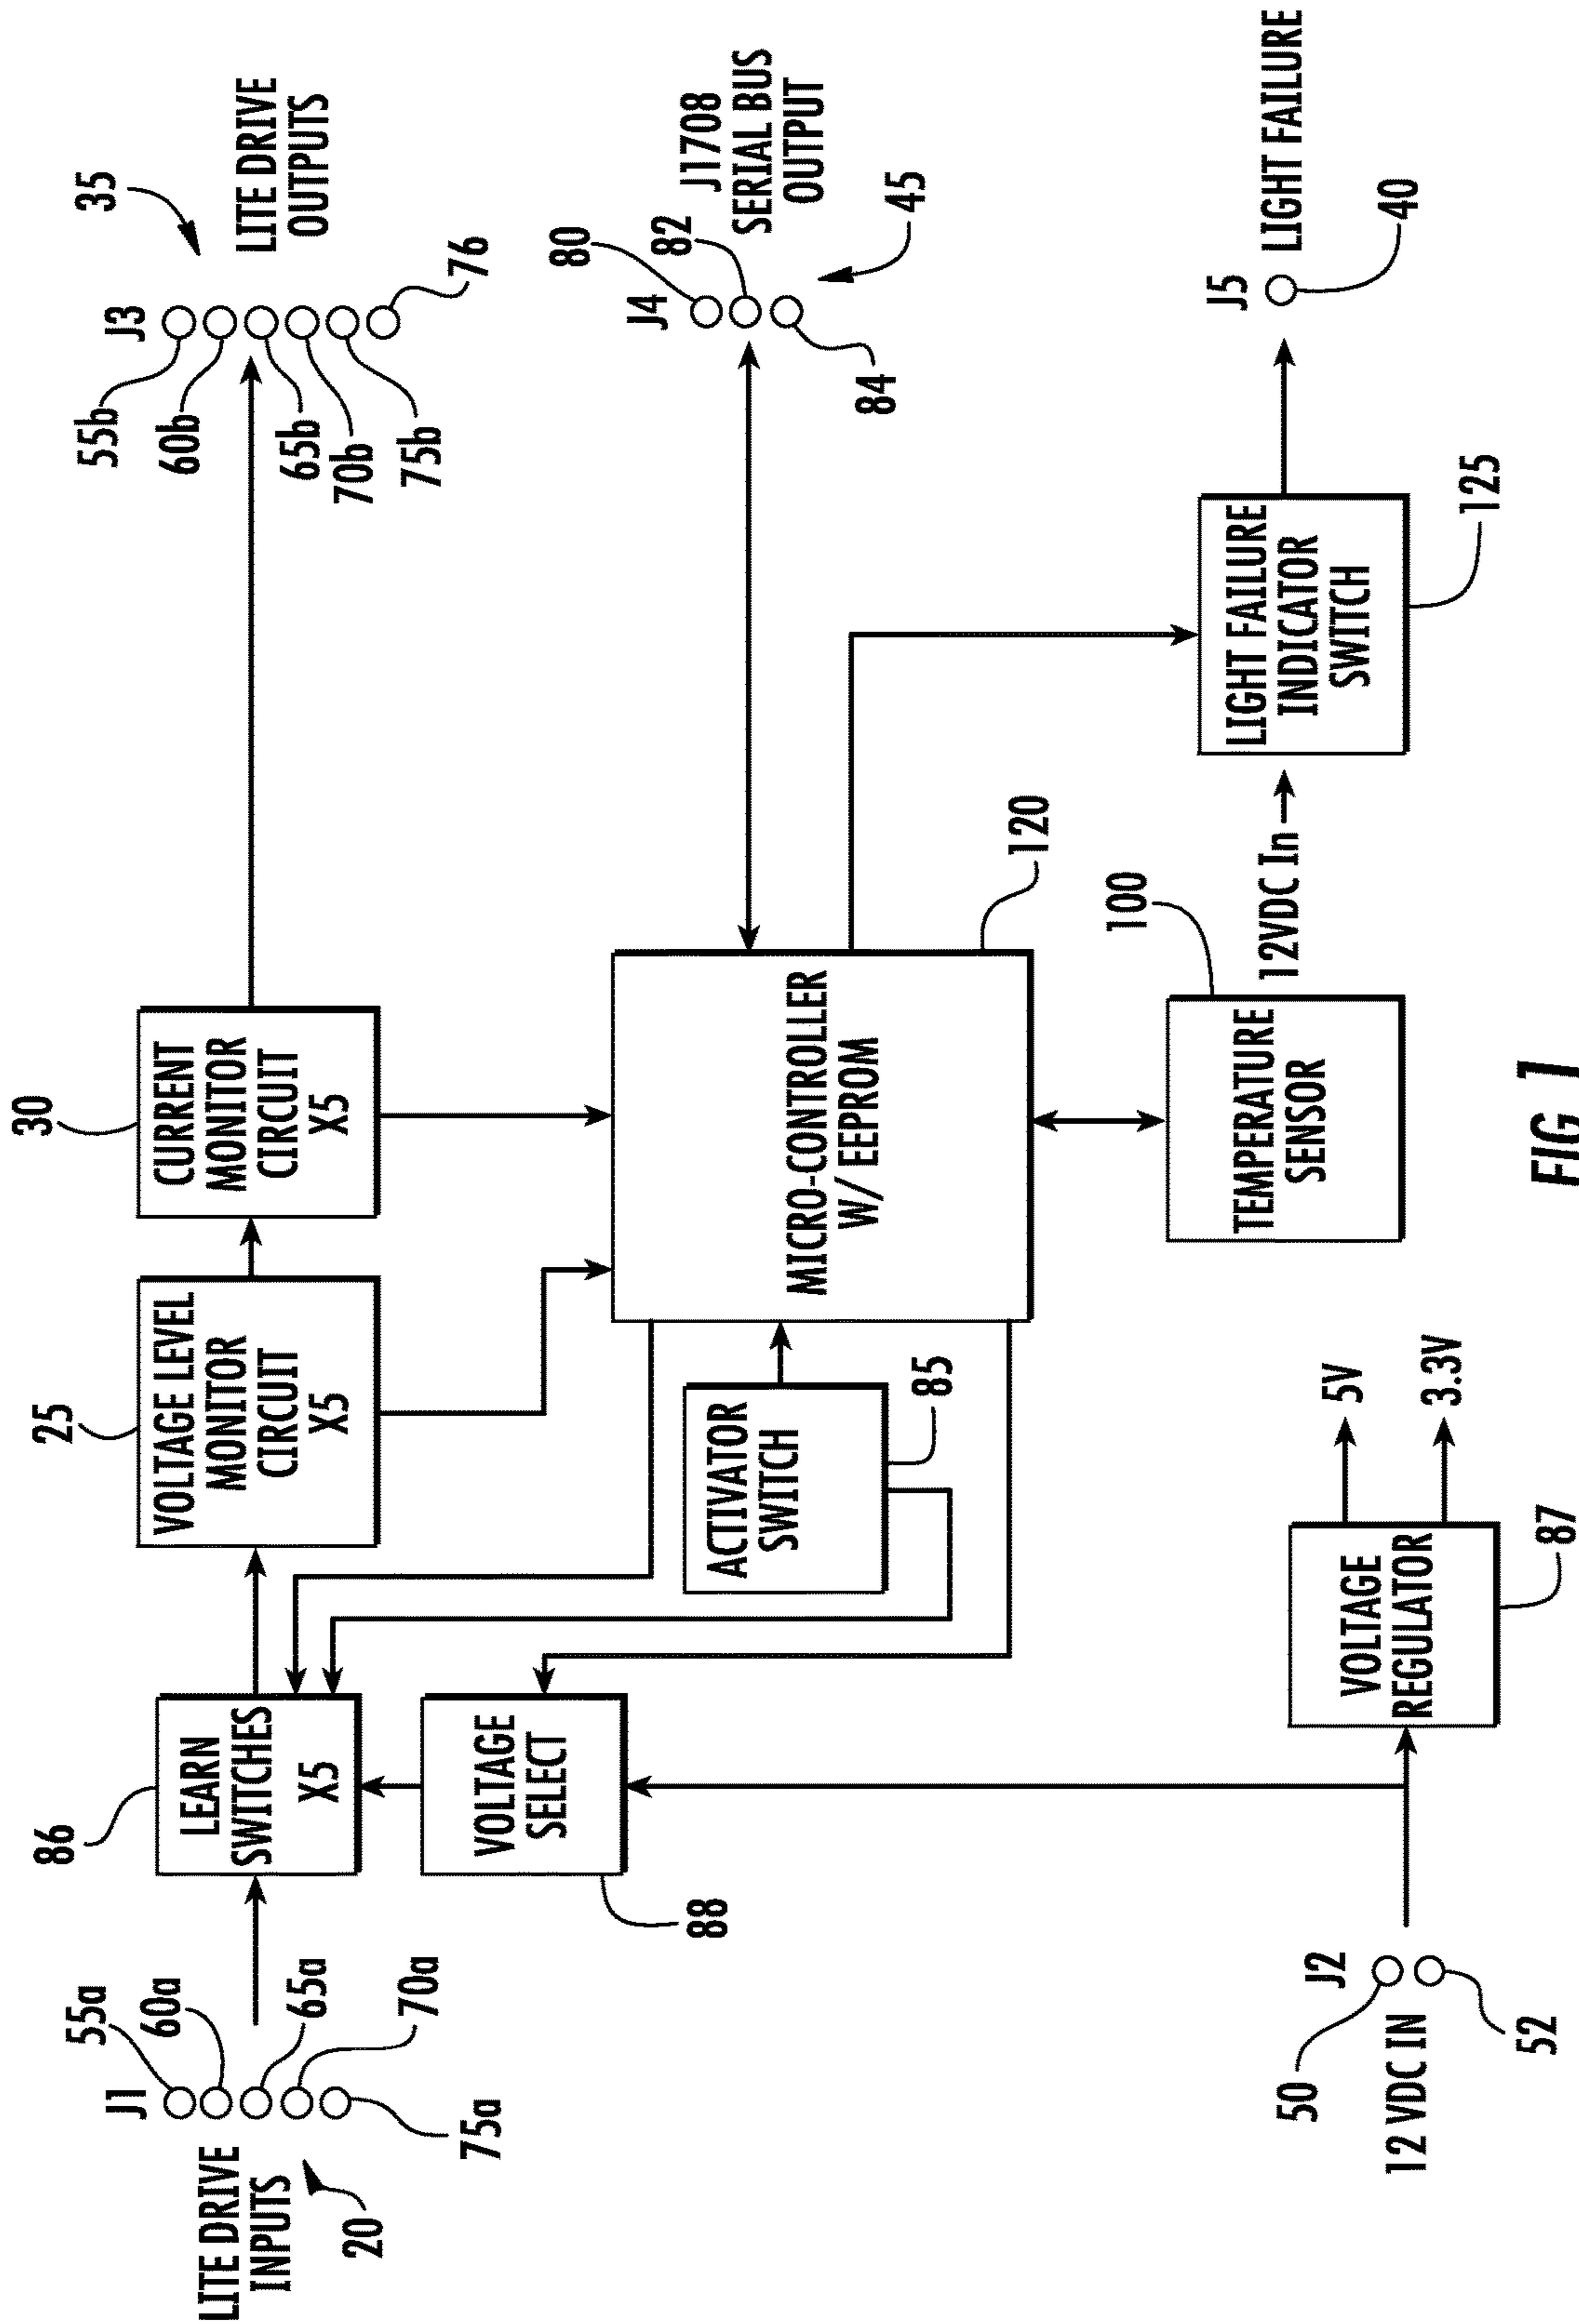 30
CURRENT
MONITOR
CIRCUIT
X5
25
VOLTAGE LEVEL
MONITOR
CIRCUIT
X5
86
LEARN
SWITCHES
X5
J1
55a
60a
65a
70a
75a
LITE DRIVE
INPUTS
20
35
LITE DRIVE
OUTPUTS
J3
55b
60b
65b
70b
75b
76
VOLTAGE
SELECT
88
ACTIVATOR
SWITCH
85
MICRO-CONTROLLER
W/ EEPROM
120
J4
80
82
84
J1708
SERIAL BUS
OUTPUT
45
J2
50
52
12 VDC IN
VOLTAGE
REGULATOR
87
5V
3.3V
TEMPERATURE
SENSOR
100
12VDC In
LIGHT FAILURE
INDICATOR
SWITCH
125
J5
LIGHT FAILURE
40
FIG 1